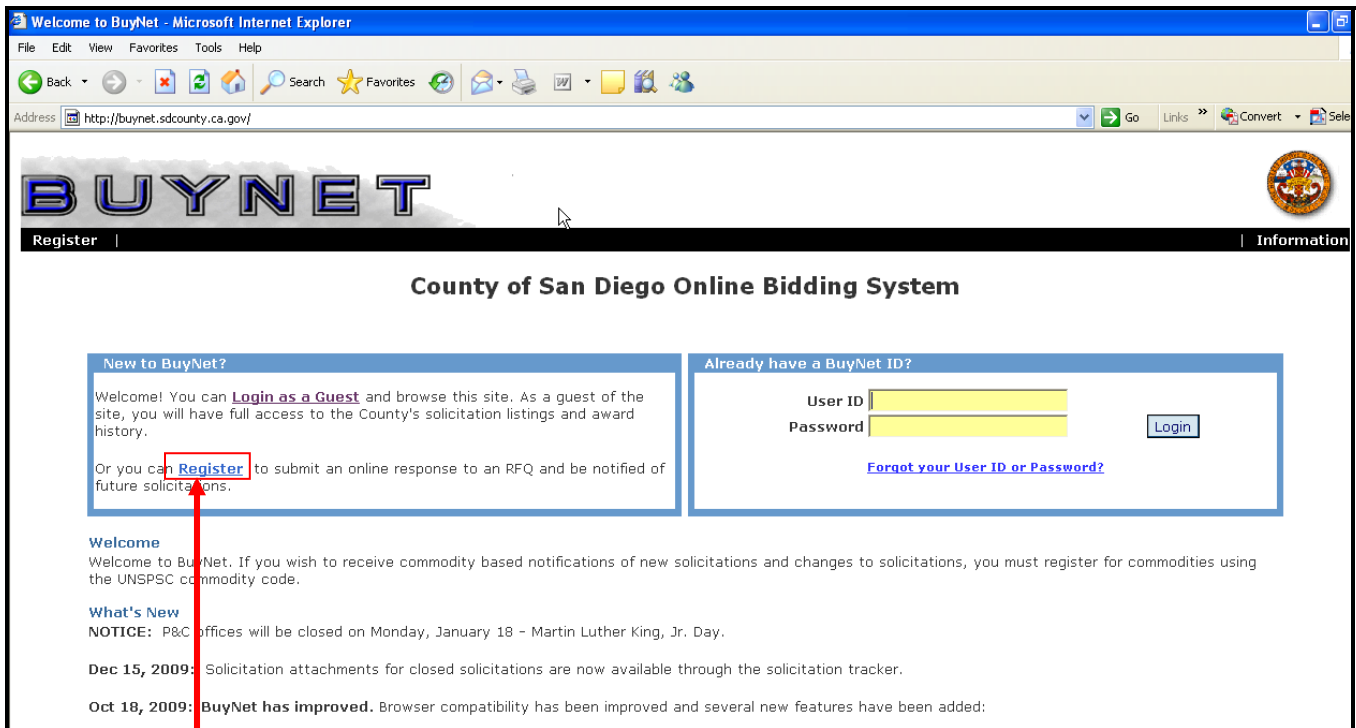 Welcome to BuyNet - Microsoft Internet Explorer
File Edit View Favorites Tools Help
Back Search Favorites
Address http://buynet.sdcounty.ca.gov/ Go Links » Convert Sele
BUYNET
Register | | Information
County of San Diego Online Bidding System
New to BuyNet?
Welcome! You can Login as a Guest and browse this site. As a guest of the
site, you will have full access to the County's solicitation listings and award
history.
Or you can Register to submit an online response to an RFQ and be notified of
future solicitations.
Already have a BuyNet ID?
User ID
Password Login
Forgot your User ID or Password?
Welcome
Welcome to BuyNet. If you wish to receive commodity based notifications of new solicitations and changes to solicitations, you must register for commodities using
the UNSPSC commodity code.
What's New
NOTICE: P&C offices will be closed on Monday, January 18 - Martin Luther King, Jr. Day.
Dec 15, 2009: Solicitation attachments for closed solicitations are now available through the solicitation tracker.
Oct 18, 2009: BuyNet has improved. Browser compatibility has been improved and several new features have been added: